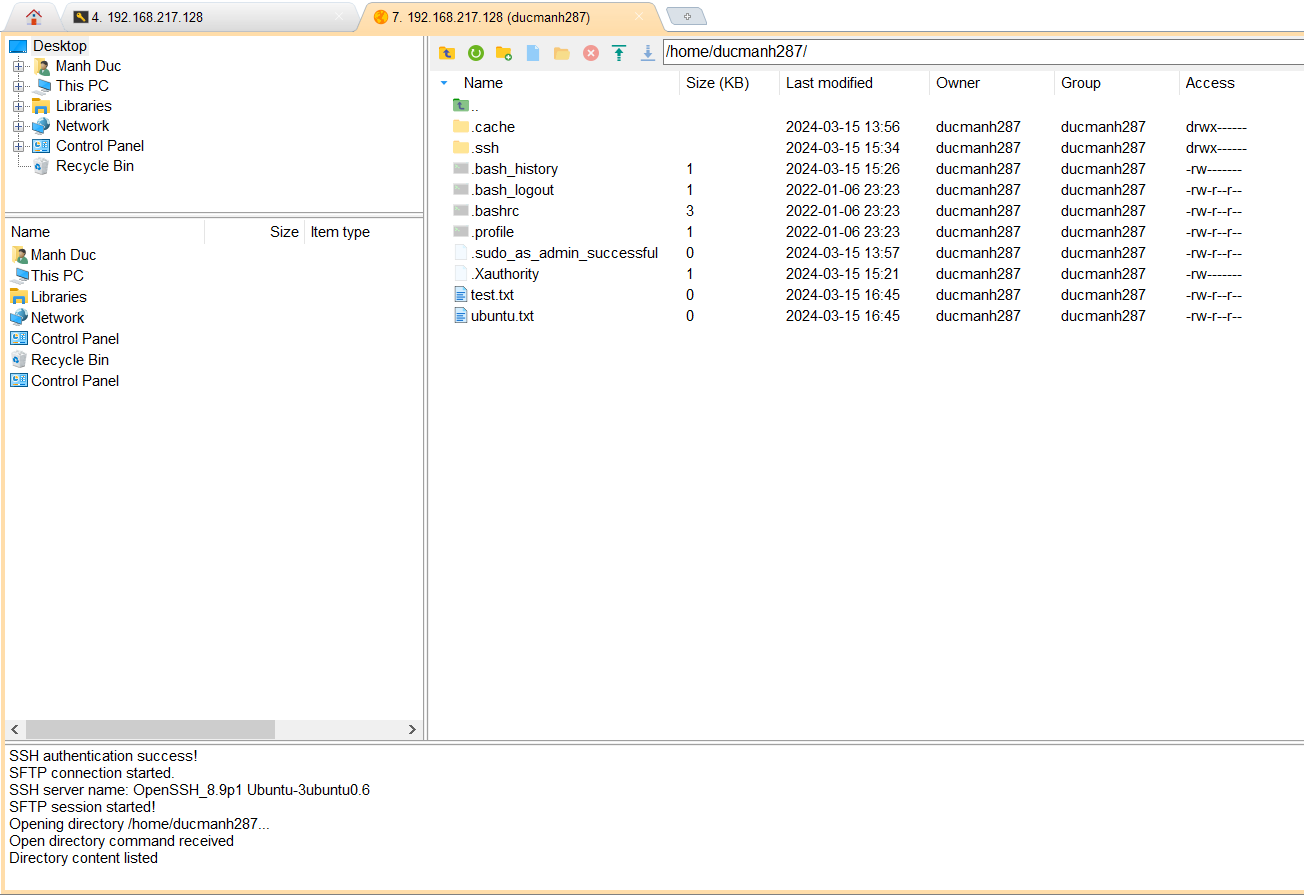 4. 192.168.217.128
7. 192.168.217.128 (ducmanh287)
Desktop
Manh Duc
This PC
Libraries
Network
Control Panel
Recycle Bin
Name Size Item type
Manh Duc
This PC
Libraries
Network
Control Panel
Recycle Bin
Control Panel
/home/ducmanh287/
Name Size (KB) Last modified Owner Group Access
..
.cache 2024-03-15 13:56 ducmanh287 ducmanh287 drwx------
.ssh 2024-03-15 15:34 ducmanh287 ducmanh287 drwx------
.bash_history 1 2024-03-15 15:26 ducmanh287 ducmanh287 -rw-------
.bash_logout 1 2022-01-06 23:23 ducmanh287 ducmanh287 -rw-r--r--
.bashrc 3 2022-01-06 23:23 ducmanh287 ducmanh287 -rw-r--r--
.profile 1 2022-01-06 23:23 ducmanh287 ducmanh287 -rw-r--r--
.sudo_as_admin_successful 0 2024-03-15 13:57 ducmanh287 ducmanh287 -rw-r--r--
.Xauthority 1 2024-03-15 15:21 ducmanh287 ducmanh287 -rw-------
test.txt 0 2024-03-15 16:45 ducmanh287 ducmanh287 -rw-r--r--
ubuntu.txt 0 2024-03-15 16:45 ducmanh287 ducmanh287 -rw-r--r--
SSH authentication success!
SFTP connection started.
SSH server name: OpenSSH_8.9p1 Ubuntu-3ubuntu0.6
SFTP session started!
Opening directory /home/ducmanh287...
Open directory command received
Directory content listed